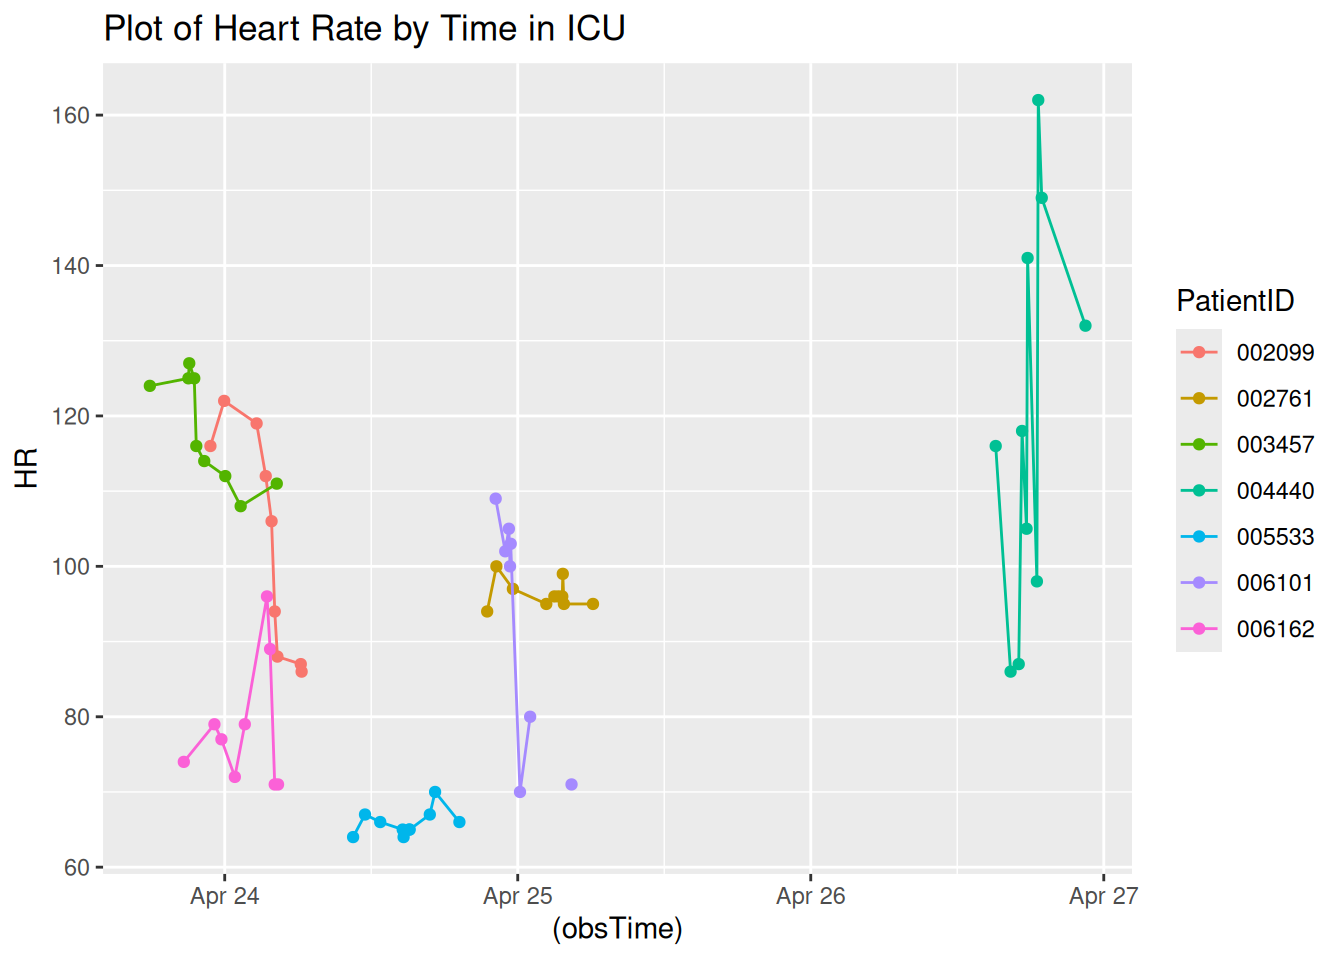 Plot of Heart Rate by Time in ICU
160
140
120
100
80
60
HR
Apr 24
Apr 25
Apr 26
Apr 27
(obsTime)
PatientID
002099
002761
003457
004440
005533
006101
006162